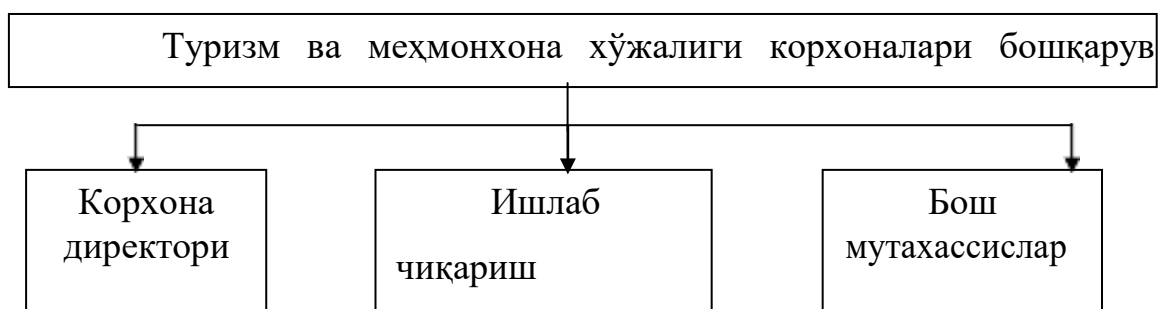 Туризм ва меҳмонхона хўжалиги корхоналари бошқарув
Корхона
директори
Ишлаб
чиқариш
Бош
мутахассислар